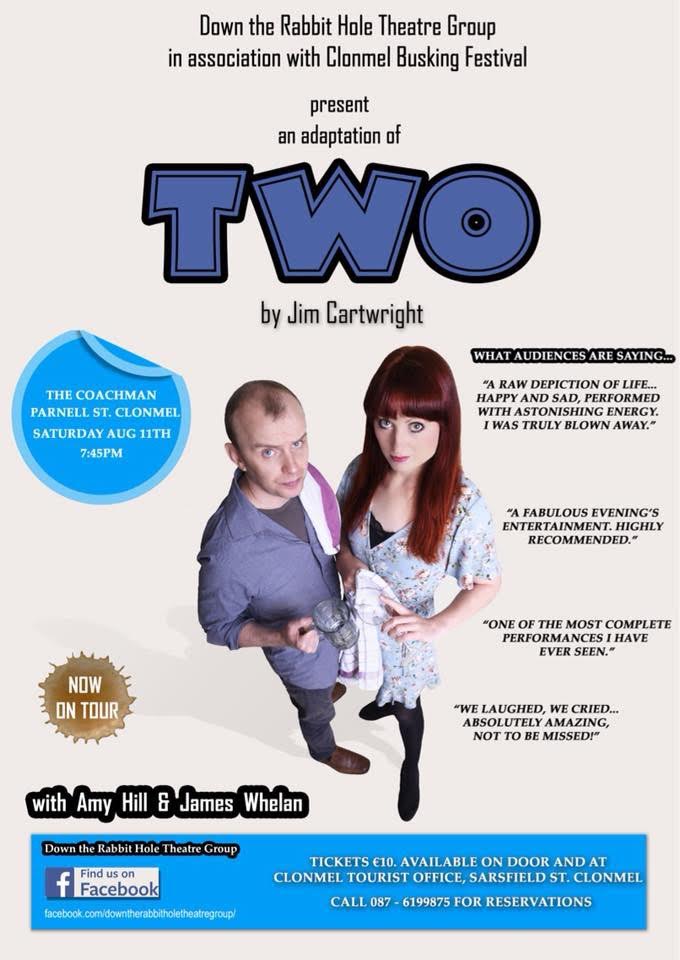 Down the Rabbit Hole Theatre Group
in association with Clonmel Busking Festival
present
an adaptation of
TWO
by Jim Cartwright
WHAT AUDIENCES ARE SAYING...
"A RAW DEPICTION OF LIFE...
HAPPY AND SAD, PERFORMED
WITH ASTONISHING ENERGY.
I WAS TRULY BLOWN AWAY."
THE COACHMAN
PARNELL ST. CLONMEL
SATURDAY AUG 11TH
7:45PM
"A FABULOUS EVENING'S
ENTERTAINMENT. HIGHLY
RECOMMENDED."
"ONE OF THE MOST COMPLETE
PERFORMANCES I HAVE
EVER SEEN."
NOW
ON TOUR
"WE LAUGHED, WE CRIED...
ABSOLUTELY AMAZING,
NOT TO BE MISSED!"
with Amy Hill & James Whelan
Down the Rabbit Hole Theatre Group
f Find us on
Facebook
facebook.com/downtherabbitholetheatregroup/
TICKETS €10. AVAILABLE ON DOOR AND AT
CLONMEL TOURIST OFFICE, SARSFIELD ST. CLONMEL
CALL 087 - 6199875 FOR RESERVATIONS